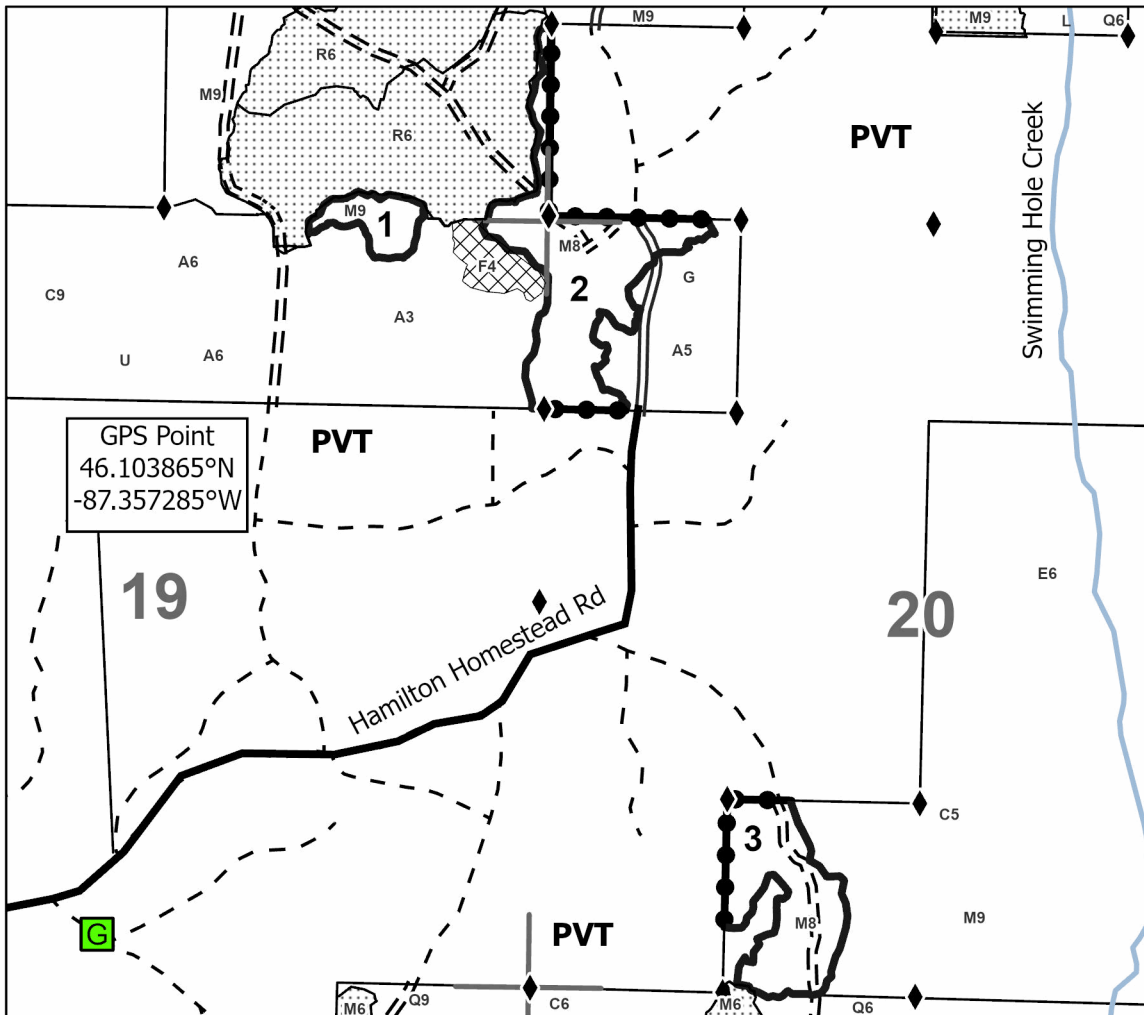 M9
M9
L
Q6
R6
M9
R6
PVT
Swimming Hole Creek
M9
1
M8
A6
F4
2
G
C9
A3
U
A6
A5
GPS Point
46.103865°N
-87.357285°W
PVT
19
E6
20
Hamilton Homestead Rd
3
C5
M8
M9
G
PVT
M6
Q9
C6
M6
Q6